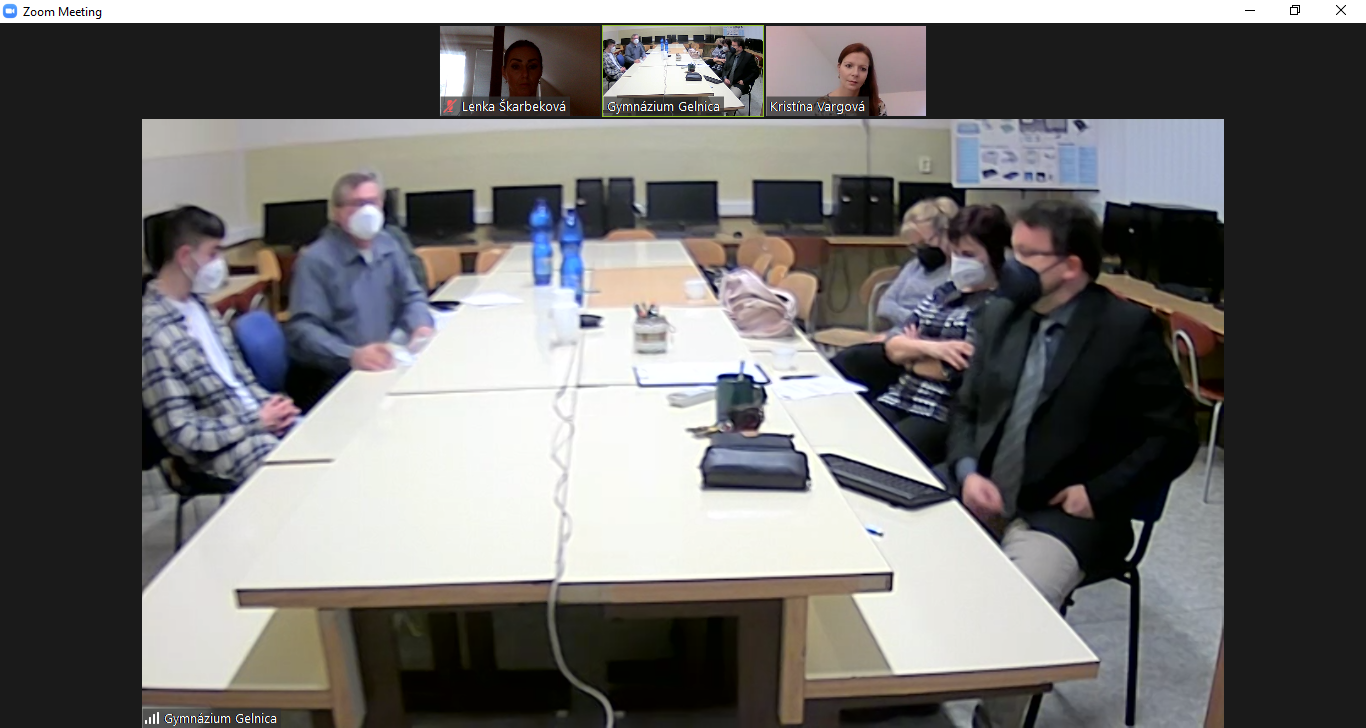 Zoom Meeting
Lenka Škarbeková
Gymnázium Gelnica
Kristína Vargová
Gymnázium Gelnica